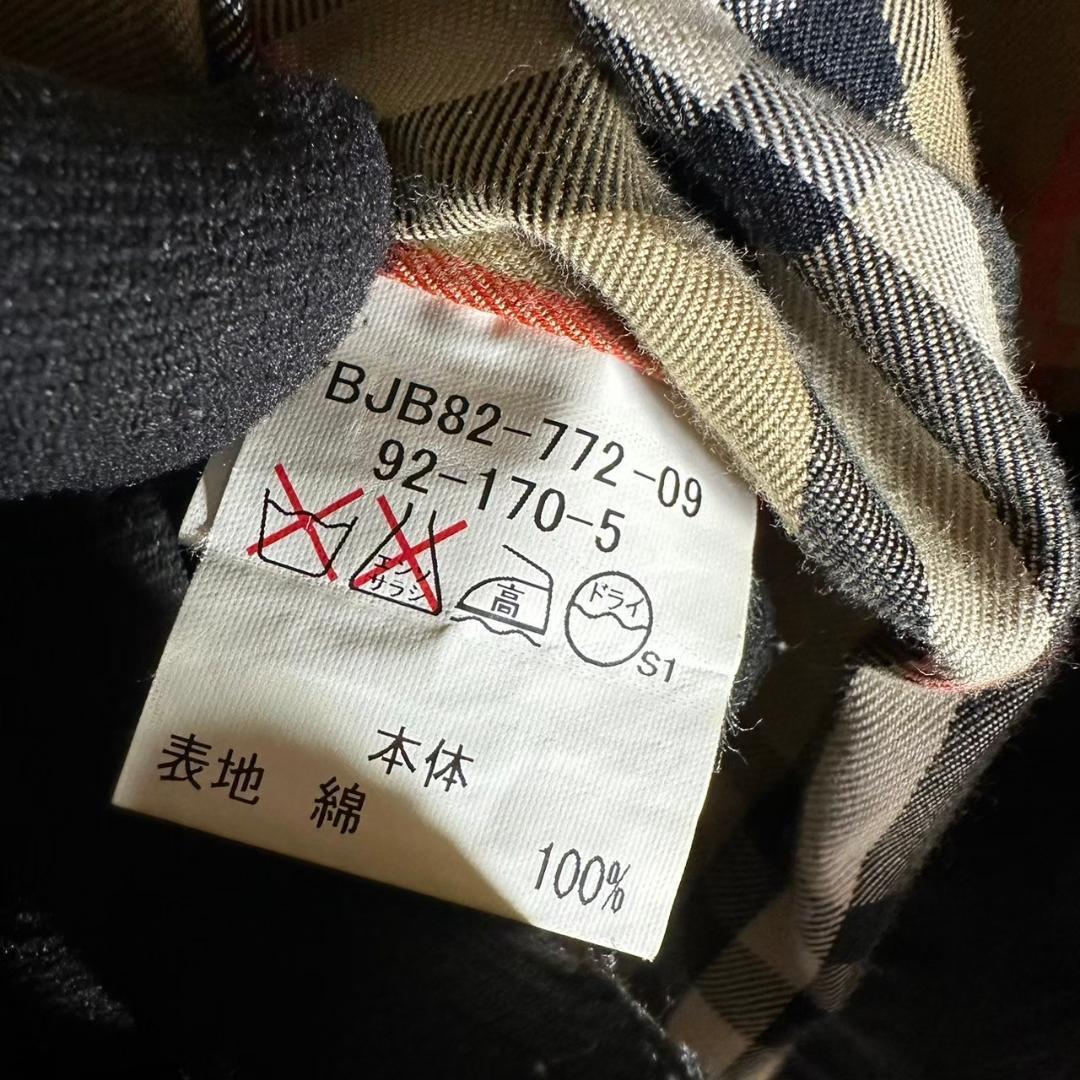 BJB82-772-09
92-170-5
エンソ
サラシ
高
ドライ
S1
本体
表地 綿
100%